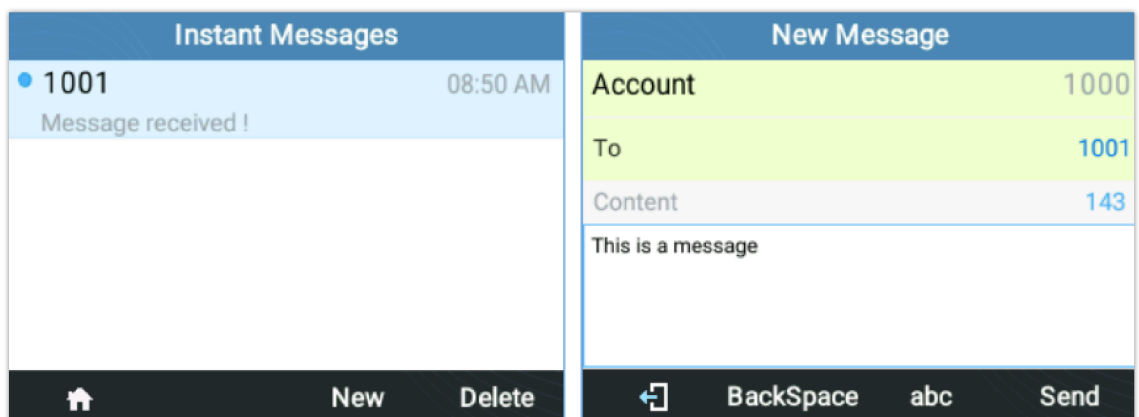 Instant Messages
1001 08:50 AM
Message received !
New Delete
New Message
Account 1000
To 1001
Content 143
This is a message
BackSpace abc Send